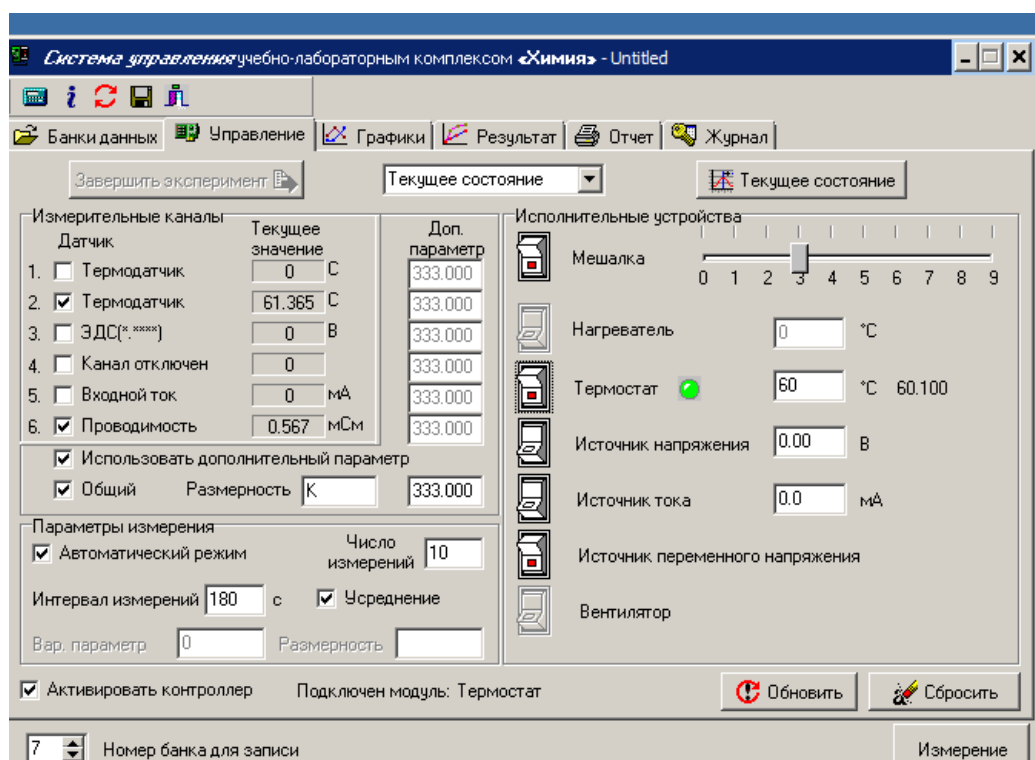 Система управления учебно-лабораторным комплексом «Химия» - Untitled
Банки данных Управление Графики Результат Отчет Журнал
Завершить эксперимент Текущее состояние Текущее состояние
Измерительные каналы
Датчик Текущее значение Доп. параметр
1. Термодатчик 0 С 333.000
2. Термодатчик 61.365 С 333.000
3. ЭДС(*.****) 0 В 333.000
4. Канал отключен 0 333.000
5. Входной ток 0 мА 333.000
6. Проводимость 0.567 мСм 333.000
Использовать дополнительный параметр
Общий Размерность К 333.000
Параметры измерения
Автоматический режим Число измерений 10
Интервал измерений 180 с Усреднение
Вар. параметр 0 Размерность
Исполнительные устройства
Мешалка 0 1 2 3 4 5 6 7 8 9
Нагреватель 0 °C
Термостат 60 °C 60.100
Источник напряжения 0.00 В
Источник тока 0.0 мА
Источник переменного напряжения
Вентилятор
Активировать контроллер Подключен модуль: Термостат Обновить Сбросить
7 Номер банка для записи Измерение